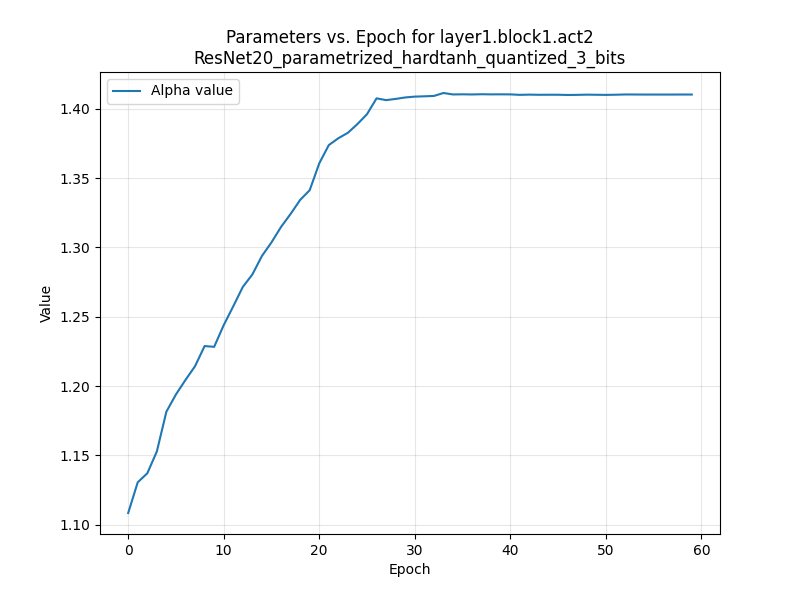 Parameters vs. Epoch for layer1.block1.act2
ResNet20_parametrized_hardtanh_quantized_3_bits
Alpha value
1.40
1.35
1.30
1.25
1.20
1.15
1.10
Value
0 10 20 30 40 50 60
Epoch